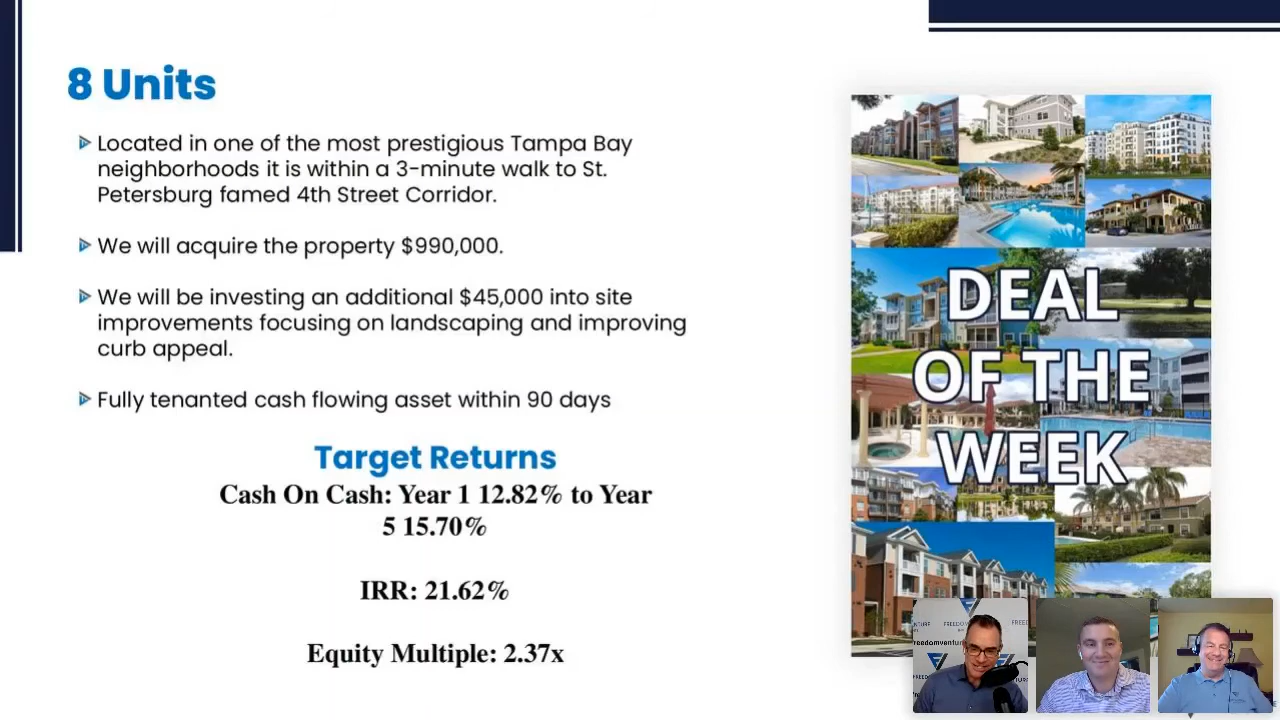 8 Units
Located in one of the most prestigious Tampa Bay
neighborhoods it is within a 3-minute walk to St.
Petersburg famed 4th Street Corridor.
We will acquire the property $990,000.
We will be investing an additional $45,000 into site
improvements focusing on landscaping and improving
curb appeal.
Fully tenanted cash flowing asset within 90 days
Target Returns
Cash On Cash: Year 1 12.82% to Year
5 15.70%
IRR: 21.62%
Equity Multiple: 2.37x
DEAL
OF THE
WEEK